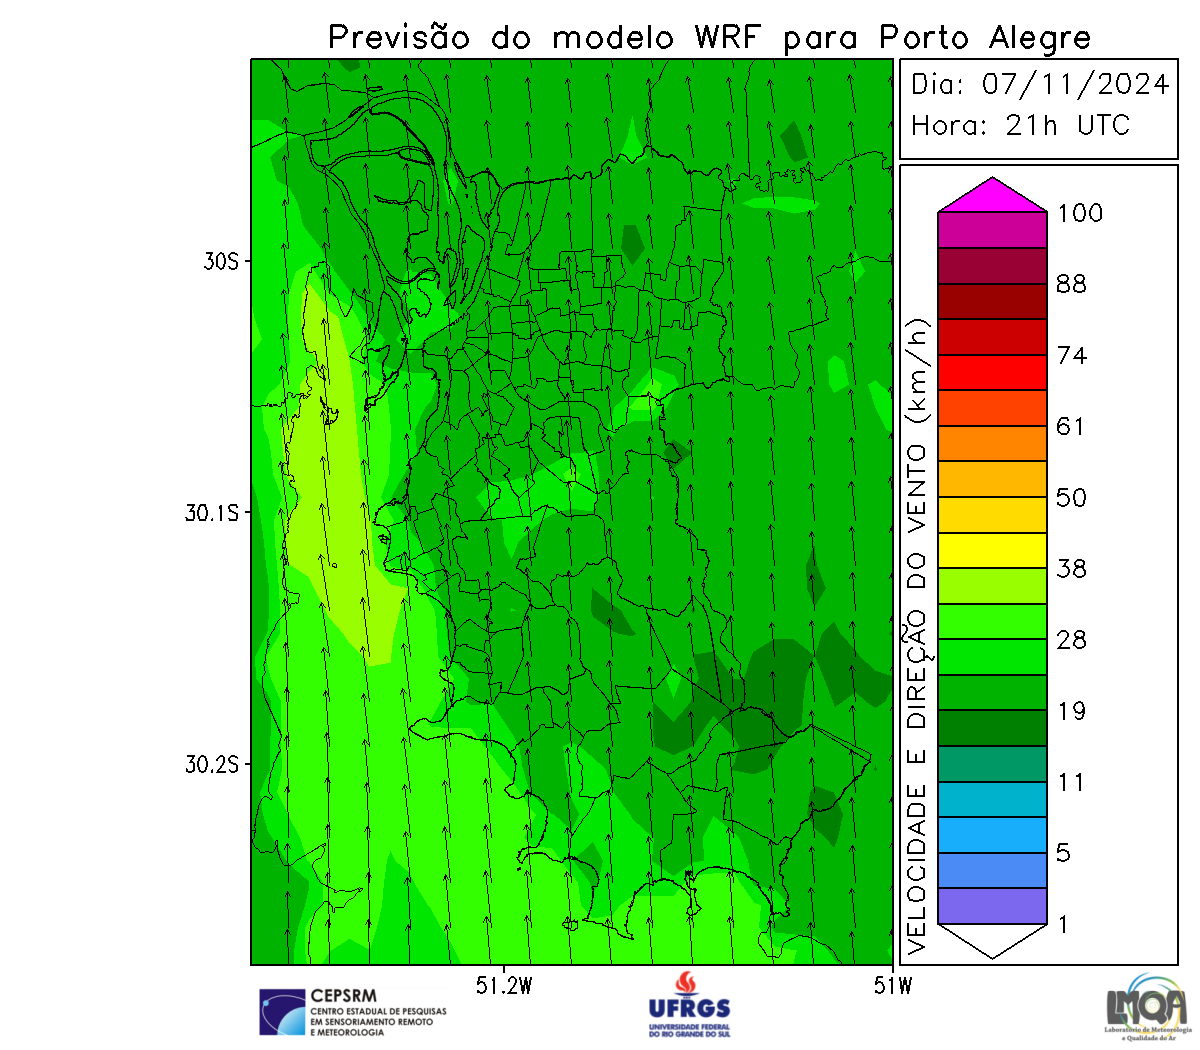 Previsão do modelo WRF para Porto Alegre
Dia: 07/11/2024
Hora: 21h UTC
VELOCIDADE E DIREÇÃO DO VENTO (km/h)
100
88
74
61
50
38
28
19
11
5
1
30S
30.1S
30.2S
51.2W
51W
CEPSRM
CENTRO ESTADUAL DE PESQUISAS
EM SENSORIAMENTO REMOTO
E METEOROLOGIA
UFRGS
UNIVERSIDADE FEDERAL
DO RIO GRANDE DO SUL
LMQA
Laboratório de Meteorologia
e Qualidade do Ar